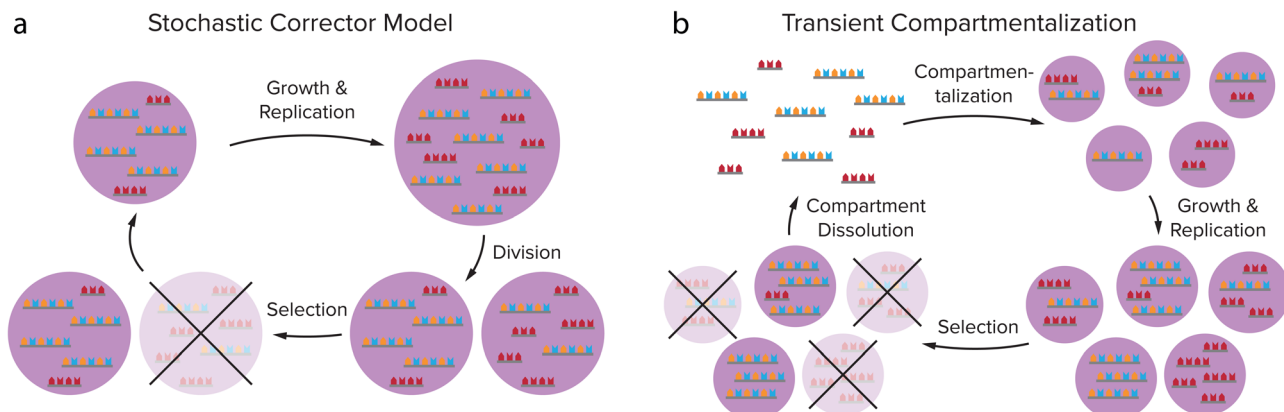 a
Stochastic Corrector Model
Growth &
Replication
Division
Selection
b
Transient Compartmentalization
Compartmen-
talization
Growth &
Replication
Selection
Compartment
Dissolution